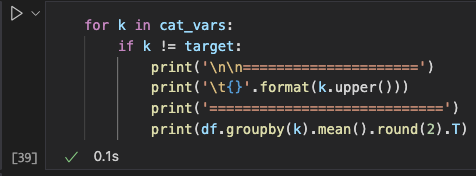 for k in cat_vars:
    if k != target:
        print('\n\n=====================')
        print('\t{}'.format(k.upper()))
        print('============================')
        print(df.groupby(k).mean().round(2).T)
[39]
0.1s